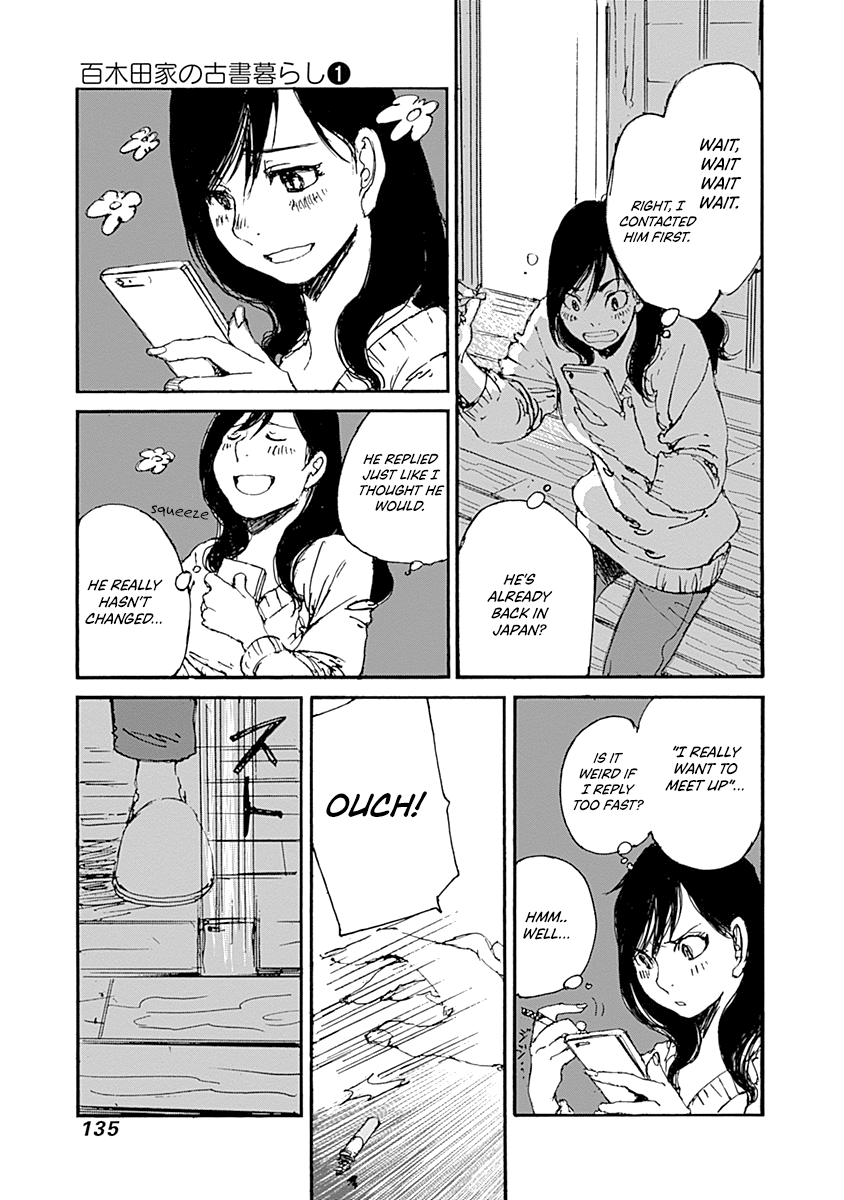 百木田家の古書暮らし❶
WAIT,
WAIT
WAIT
WAIT.
RIGHT, I
CONTACTED
HIM FIRST.
HE'S
ALREADY
BACK IN
JAPAN?
HE REPLIED
JUST LIKE I
THOUGHT HE
WOULD.
squeeze
HE REALLY
HASN'T
CHANGED...
"I REALLY
WANT TO
MEET UP"...
IS IT
WEIRD IF
I REPLY
TOO FAST?
HMM..
WELL...
OUCH!
スト
135